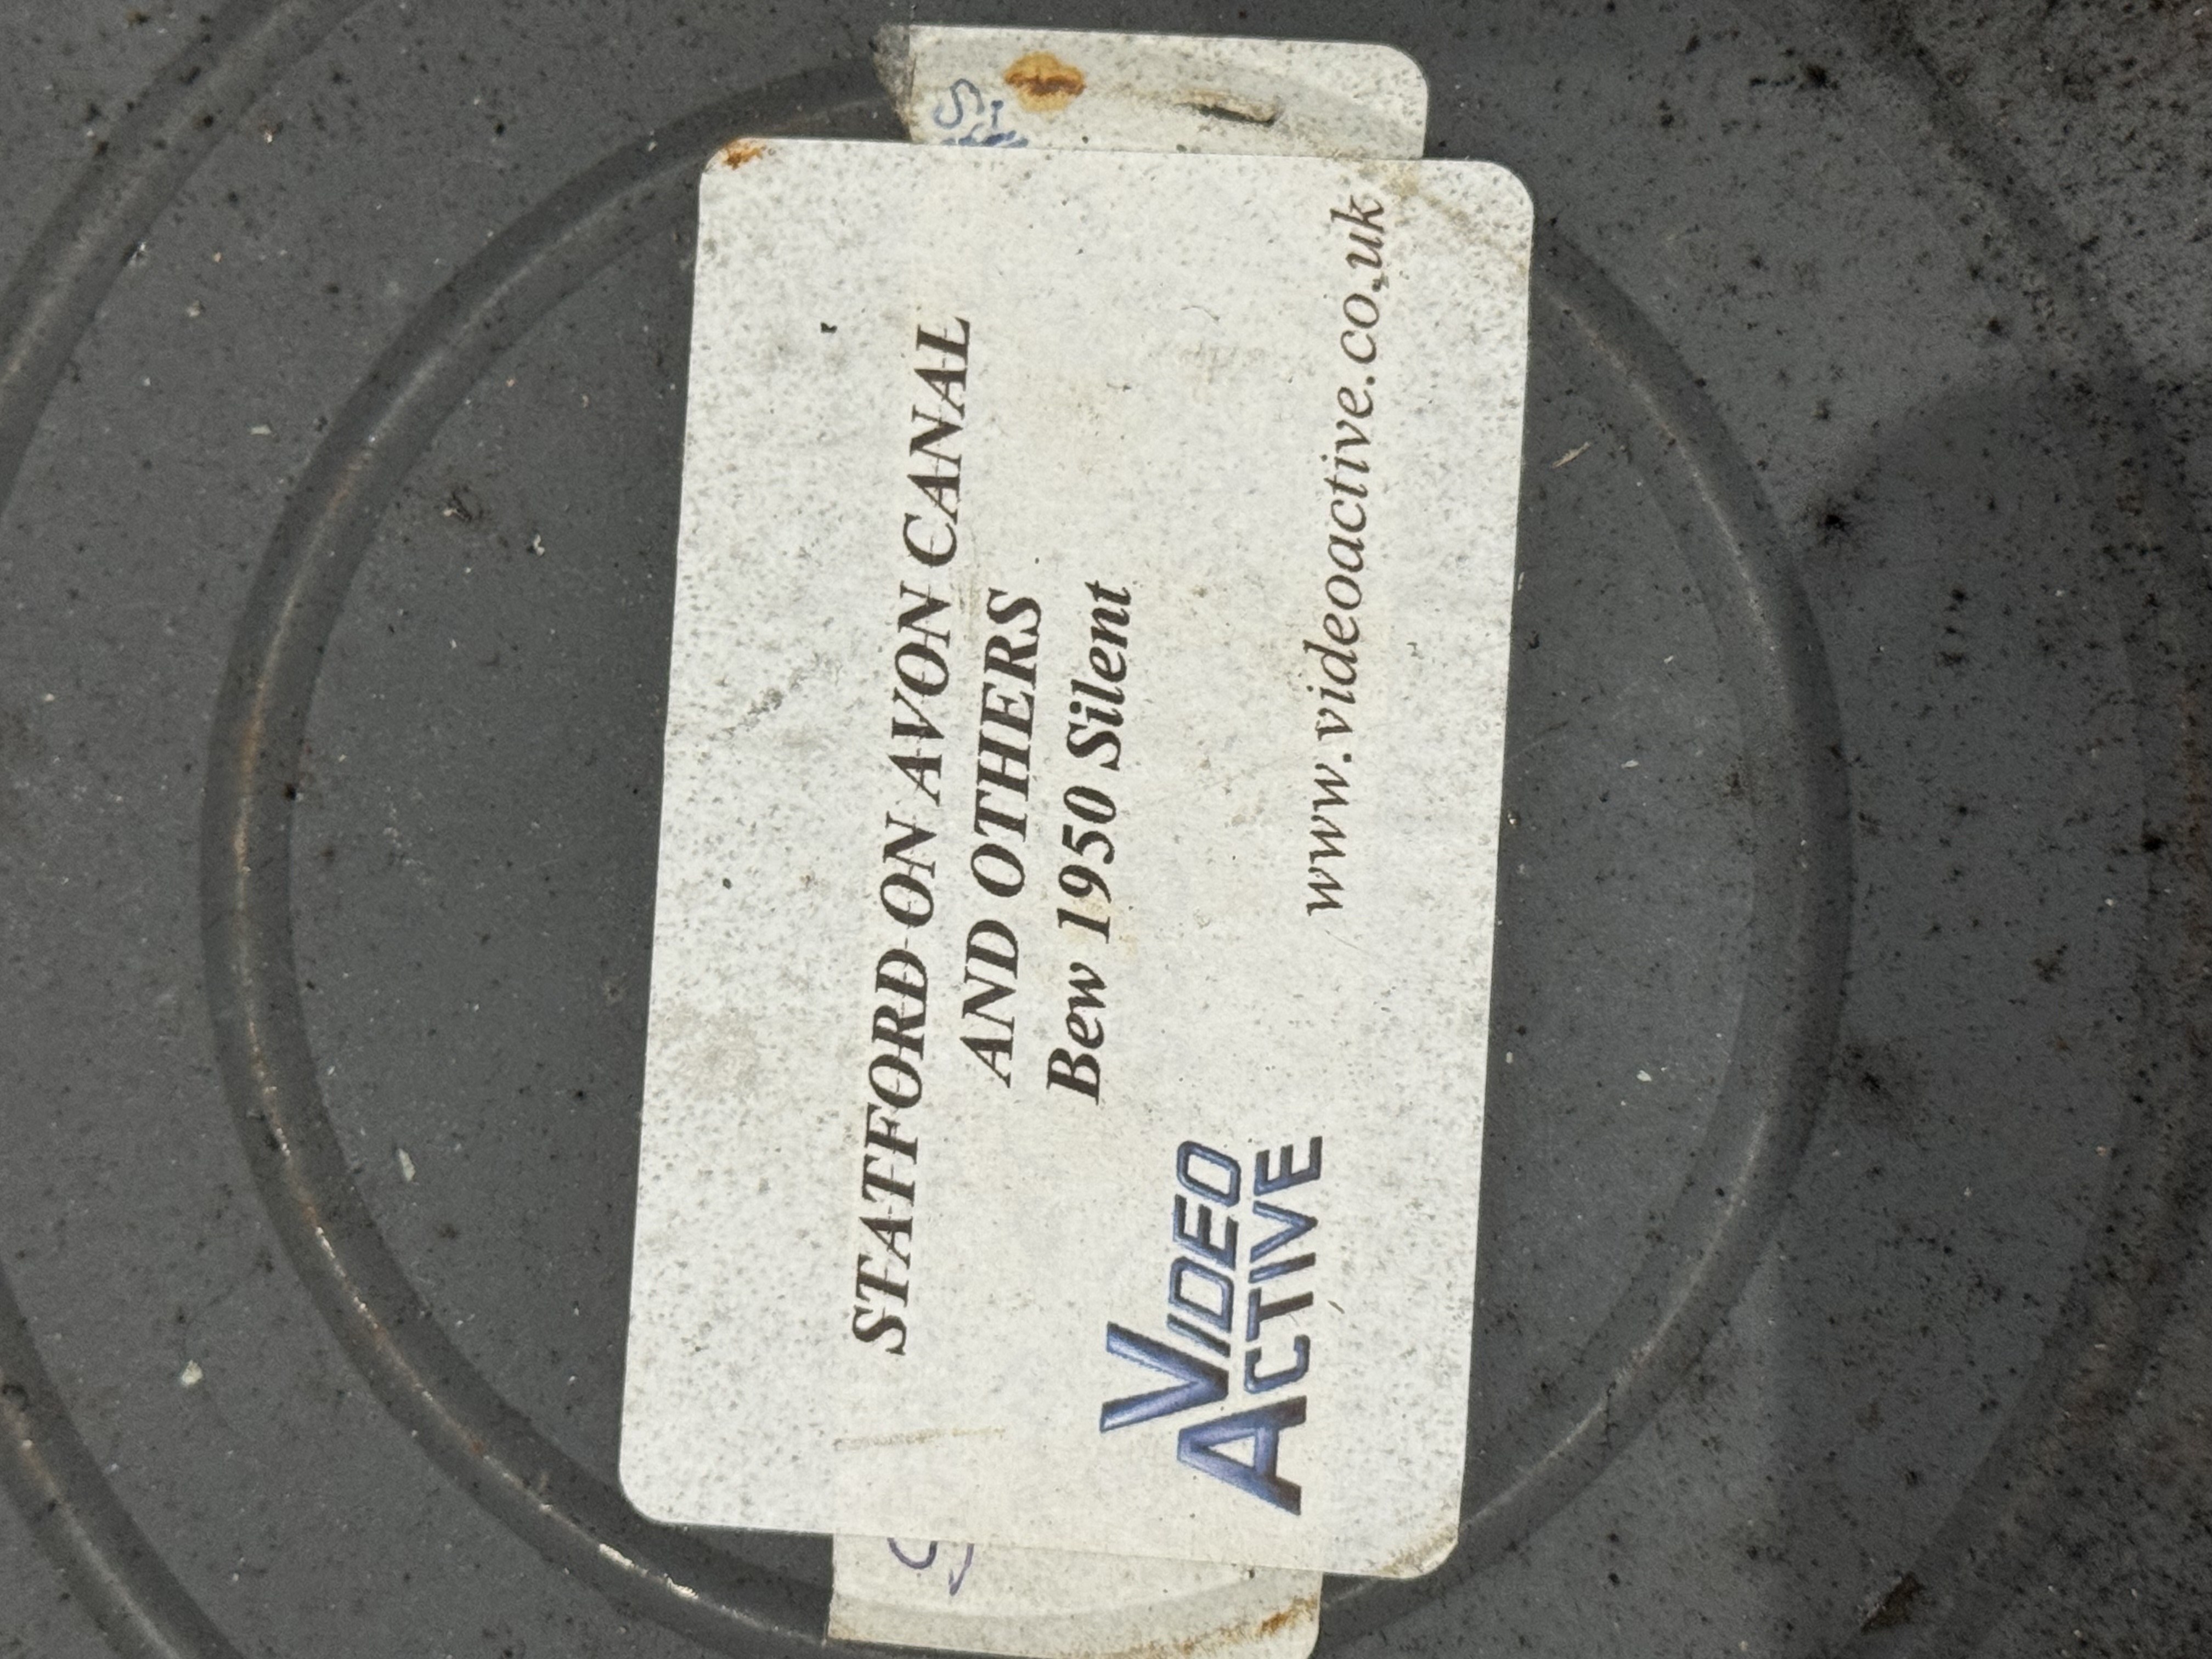 STATFORD ON AVON CANAL
AND OTHERS
Bew 1950 Silent
VIDEO
ACTIVE
www.videoactive.co.uk